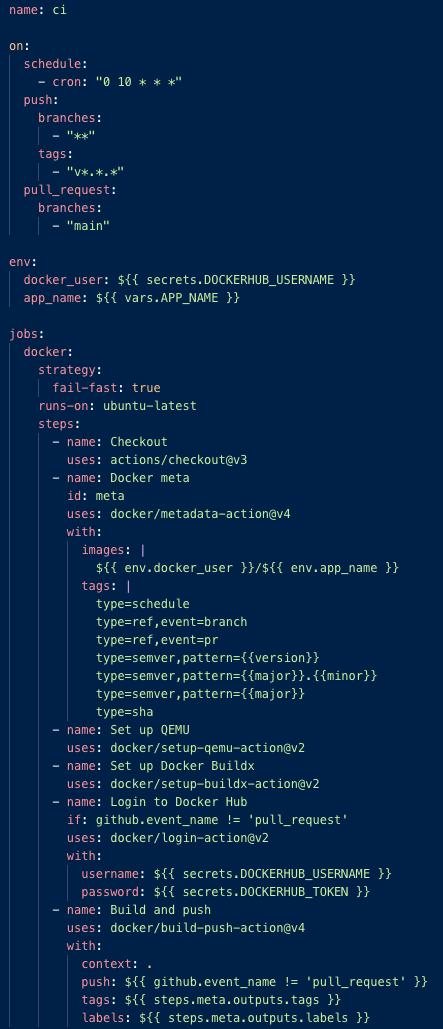 name: ci

on:
  schedule:
    - cron: "0 10 * * *"
  push:
    branches:
      - "**"
    tags:
      - "v*.*.*"
  pull_request:
    branches:
      - "main"

env:
  docker_user: ${{ secrets.DOCKERHUB_USERNAME }}
  app_name: ${{ vars.APP_NAME }}

jobs:
  docker:
    strategy:
      fail-fast: true
    runs-on: ubuntu-latest
    steps:
      - name: Checkout
        uses: actions/checkout@v3
      - name: Docker meta
        id: meta
        uses: docker/metadata-action@v4
        with:
          images: |
            ${{ env.docker_user }}/${{ env.app_name }}
          tags: |
            type=schedule
            type=ref,event=branch
            type=ref,event=pr
            type=semver,pattern={{version}}
            type=semver,pattern={{major}}.{{minor}}
            type=semver,pattern={{major}}
            type=sha
      - name: Set up QEMU
        uses: docker/setup-qemu-action@v2
      - name: Set up Docker Buildx
        uses: docker/setup-buildx-action@v2
      - name: Login to Docker Hub
        if: github.event_name != 'pull_request'
        uses: docker/login-action@v2
        with:
          username: ${{ secrets.DOCKERHUB_USERNAME }}
          password: ${{ secrets.DOCKERHUB_TOKEN }}
      - name: Build and push
        uses: docker/build-push-action@v4
        with:
          context: .
          push: ${{ github.event_name != 'pull_request' }}
          tags: ${{ steps.meta.outputs.tags }}
          labels: ${{ steps.meta.outputs.labels }}